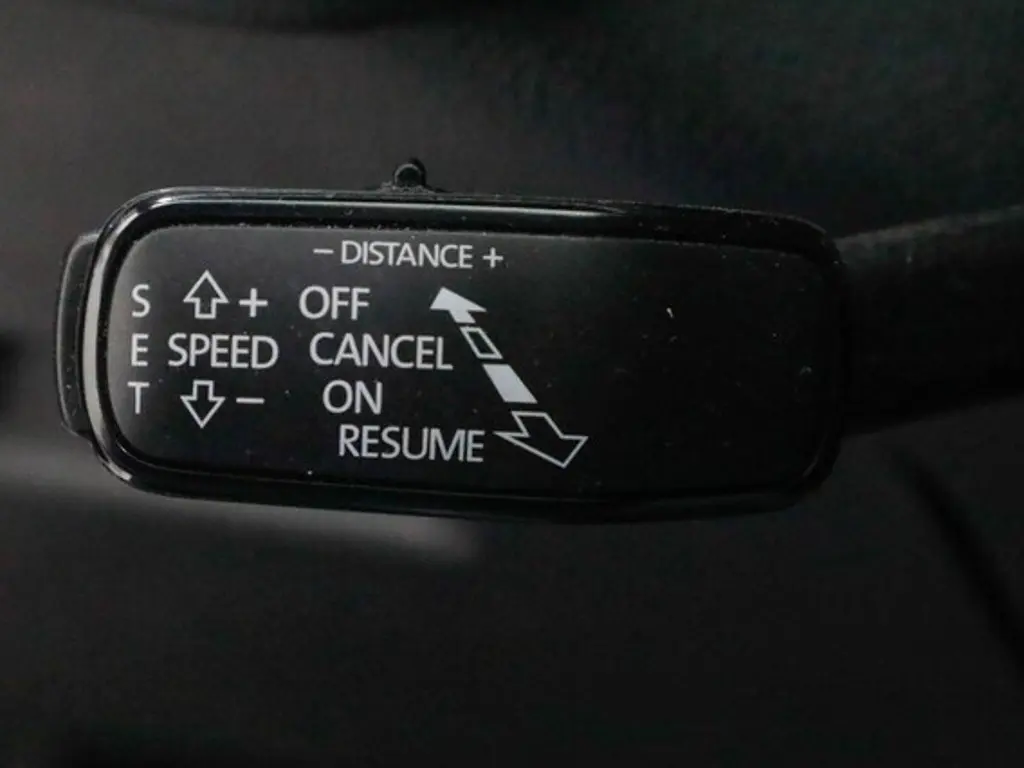 – DISTANCE +
S + OFF
E SPEED CANCEL
T – ON
RESUME